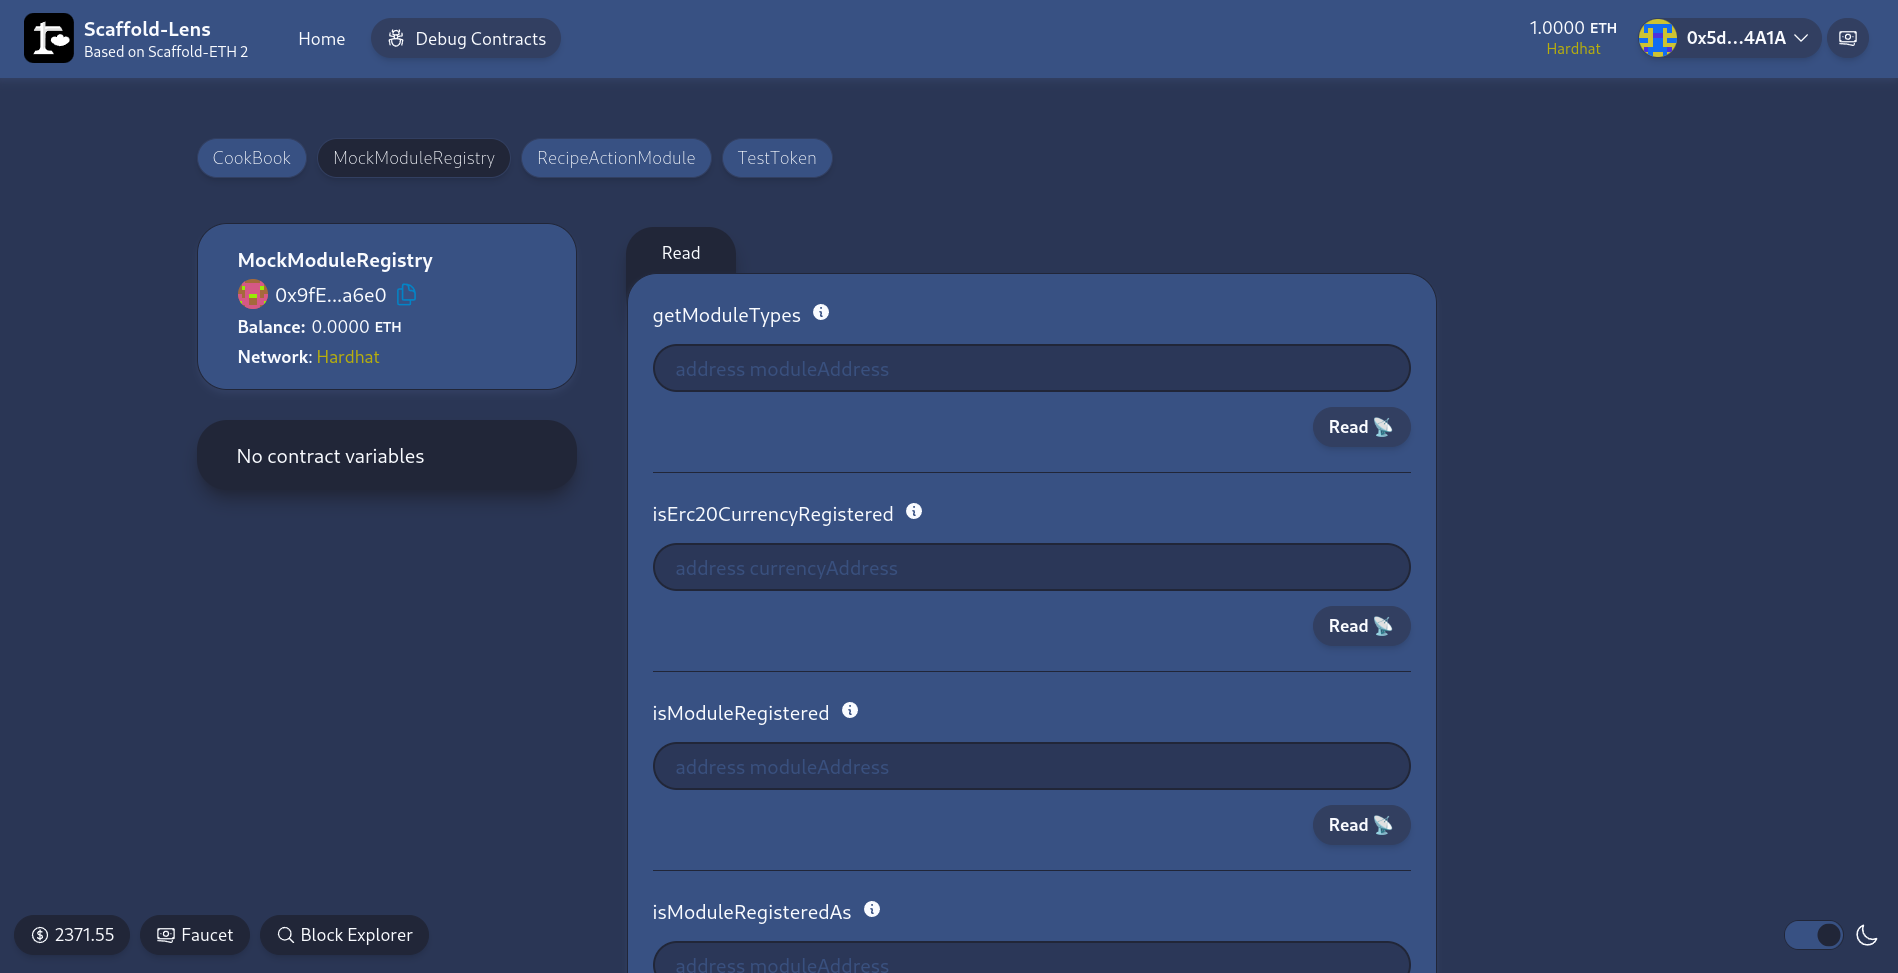 Scaffold-Lens
Based on Scaffold-ETH 2
Home
Debug Contracts
1.0000 ETH
Hardhat
0x5d...4A1A
CookBook
MockModuleRegistry
RecipeActionModule
TestToken
MockModuleRegistry
0x9fE...a6e0
Balance: 0.0000 ETH
Network: Hardhat
No contract variables
Read
getModuleTypes
address moduleAddress
Read
isErc20CurrencyRegistered
address currencyAddress
Read
isModuleRegistered
address moduleAddress
Read
isModuleRegisteredAs
address moduleAddress
2371.55
Faucet
Block Explorer